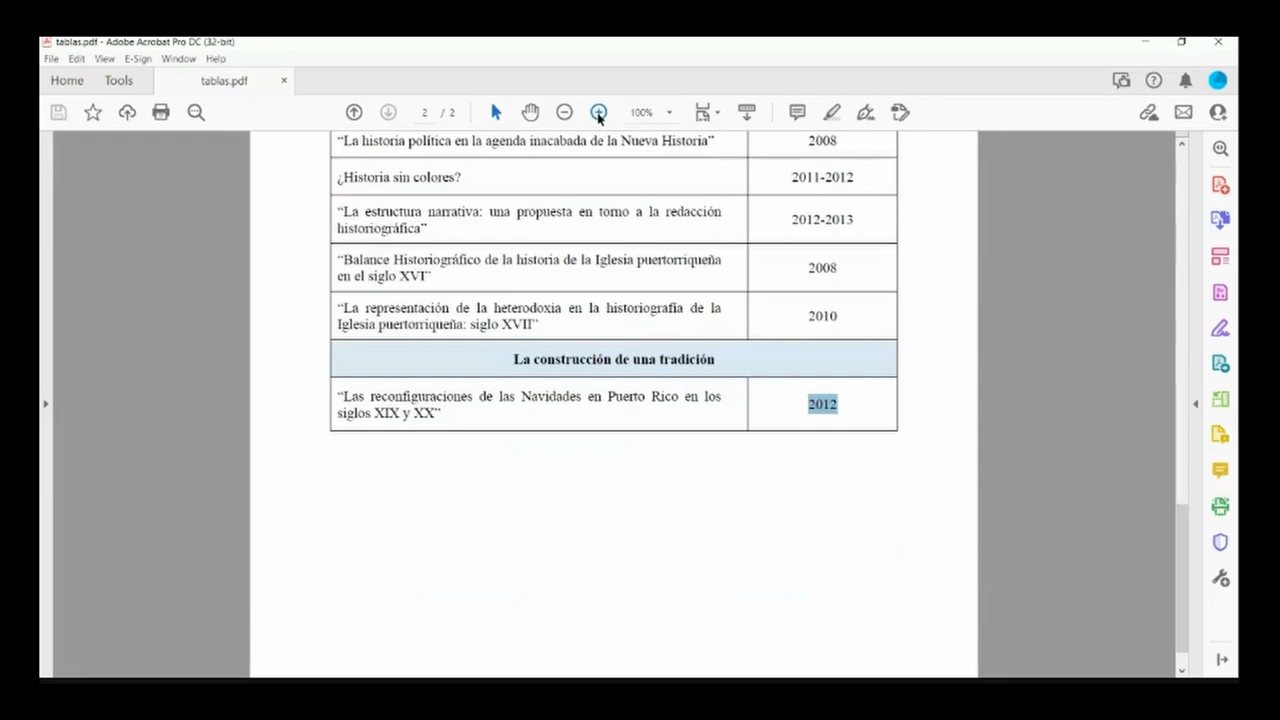 tablas.pdf - Adobe Acrobat Pro DC (32-bit)
File Edit View E-Sign Window Help
Home Tools tablas.pdf ×
2 / 2 100%
“La historia política en la agenda inacabada de la Nueva Historia” 2008
¿Historia sin colores? 2011-2012
“La estructura narrativa: una propuesta en torno a la redacción
historiográfica” 2012-2013
“Balance Historiográfico de la historia de la Iglesia puertorriqueña
en el siglo XVI” 2008
“La representación de la heterodoxia en la historiografía de la
Iglesia puertorriqueña: siglo XVII” 2010
La construcción de una tradición
“Las reconfiguraciones de las Navidades en Puerto Rico en los
siglos XIX y XX” 2012